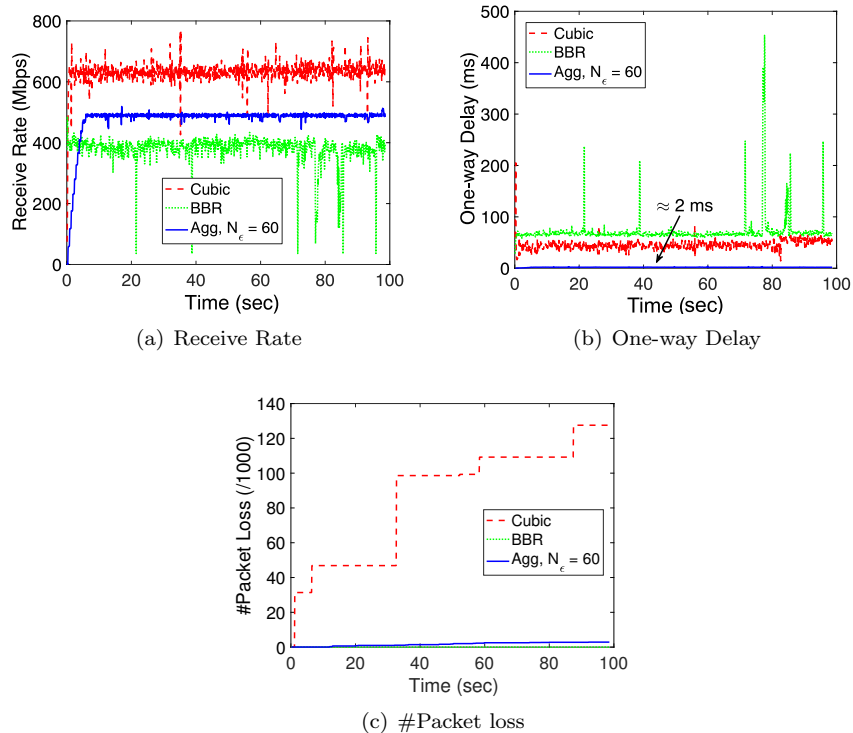 800
600
400
200
0
Receive Rate (Mbps)
Cubic
BBR
Agg, N_ϵ = 60
0 20 40 60 80 100
Time (sec)
(a) Receive Rate
500
400
300
200
100
0
One-way Delay (ms)
Cubic
BBR
Agg, N_ϵ = 60
≈ 2 ms
0 20 40 60 80 100
Time (sec)
(b) One-way Delay
140
120
100
80
60
40
20
0
#Packet Loss (/1000)
Cubic
BBR
Agg, N_ϵ = 60
0 20 40 60 80 100
Time (sec)
(c) #Packet loss